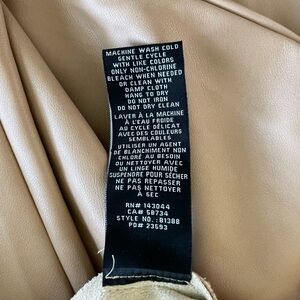 MACHINE WASH COLD
GENTLE CYCLE
WITH LIKE COLORS
ONLY NON-CHLORINE
BLEACH WHEN NEEDED
OR CLEAN WITH
DAMP CLOTH
HANG TO DRY
DO NOT IRON
DO NOT DRY CLEAN
LAVER À LA MACHINE
À L'EAU FROIDE
AU CYCLE DÉLICAT
AVEC DES COULEURS
SEMBLABLES
UTILISER UN AGENT
DE BLANCHIMENT NON
CHLORÉ AU BESOIN
OU NETTOYER AVEC
UN LINGE HUMIDE
SUSPENDRE POUR SÉCHER
NE PAS REPASSER
NE PAS NETTOYER
À SEC
RN# 143044
CA# 58734
STYLE NO.: 81388
PO# 23593